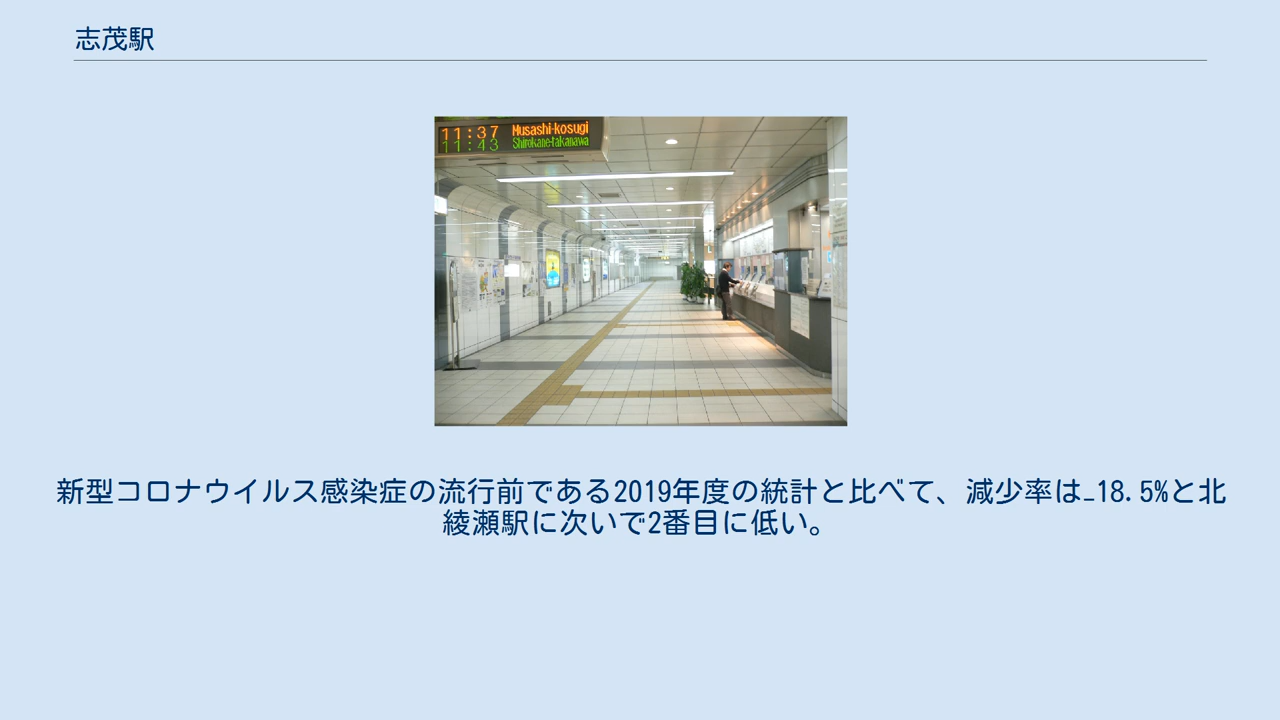 志茂駅
11:37 Musashi-kosugi
11:43 Shirokane-takanawa
新型コロナウイルス感染症の流行前である2019年度の統計と比べて、減少率は−18.5%と北
綾瀬駅に次いで2番目に低い。